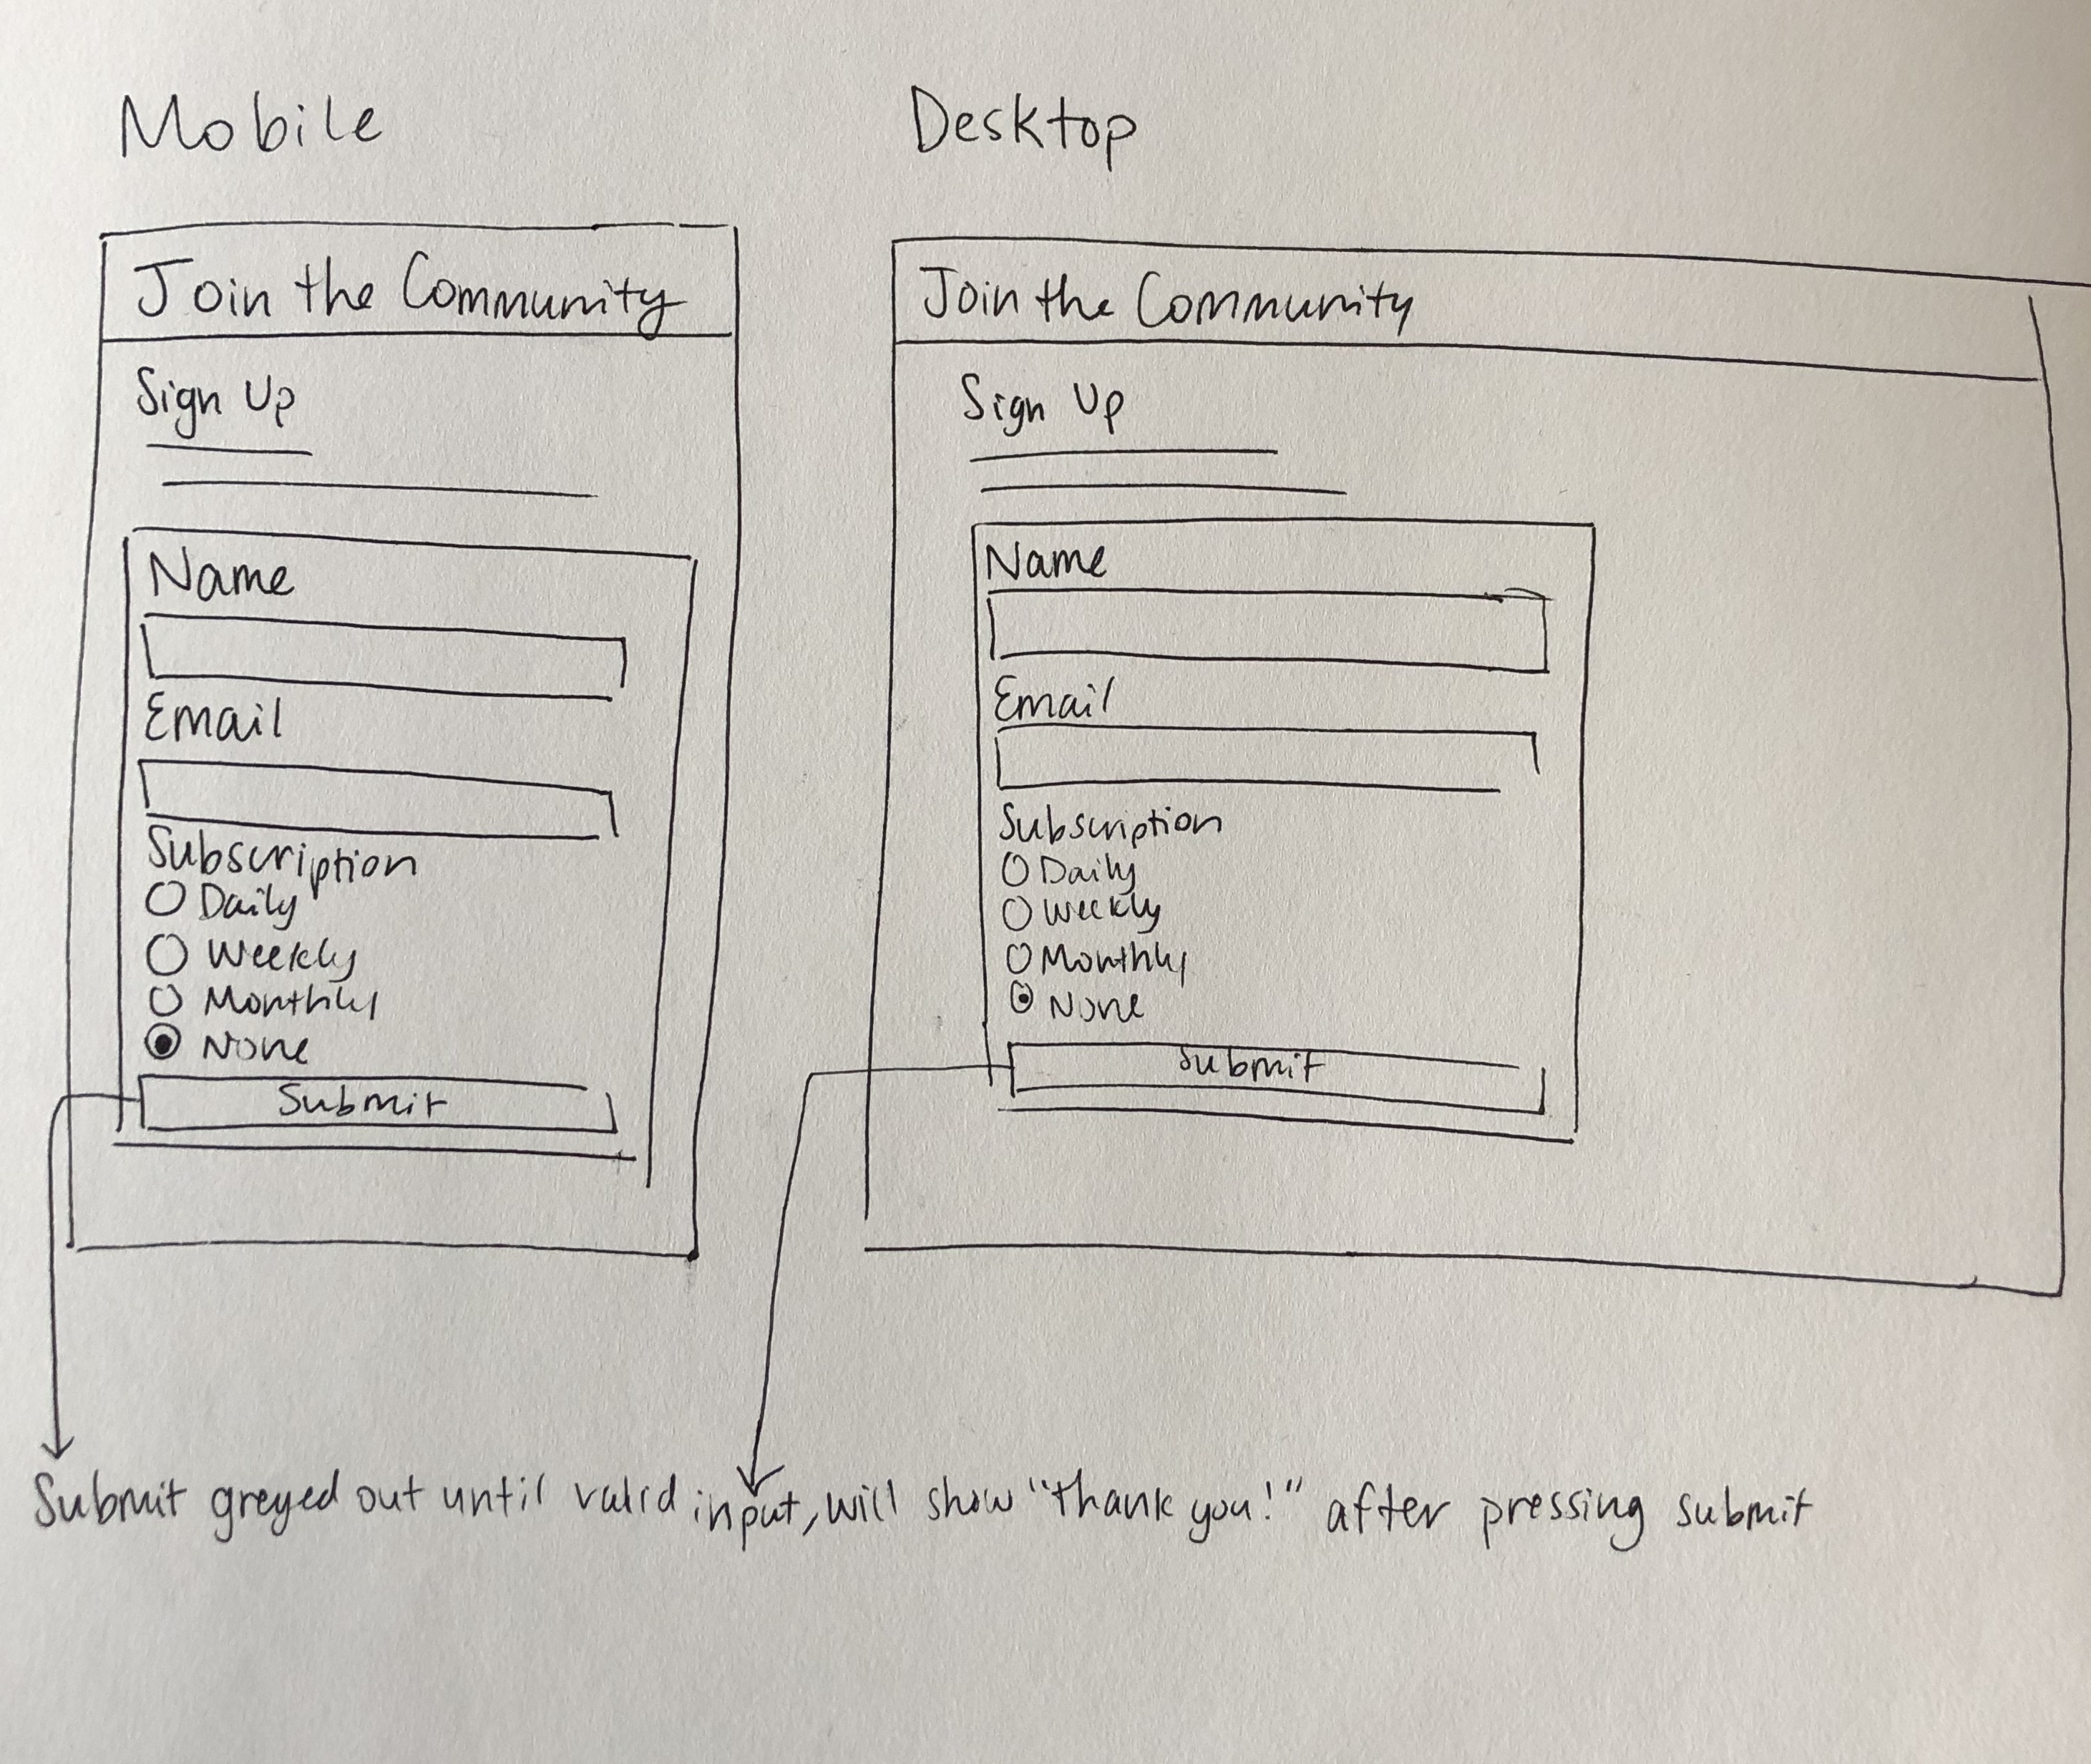 Mobile
Join the Community
Sign Up
Name
Email
Subscription
Daily
Weekly
Monthly
None
Submit
Desktop
Join the Community
Sign Up
Name
Email
Subscription
Daily
Weekly
Monthly
None
Submit
Submit greyed out until valid input, will show "thank you!" after pressing submit